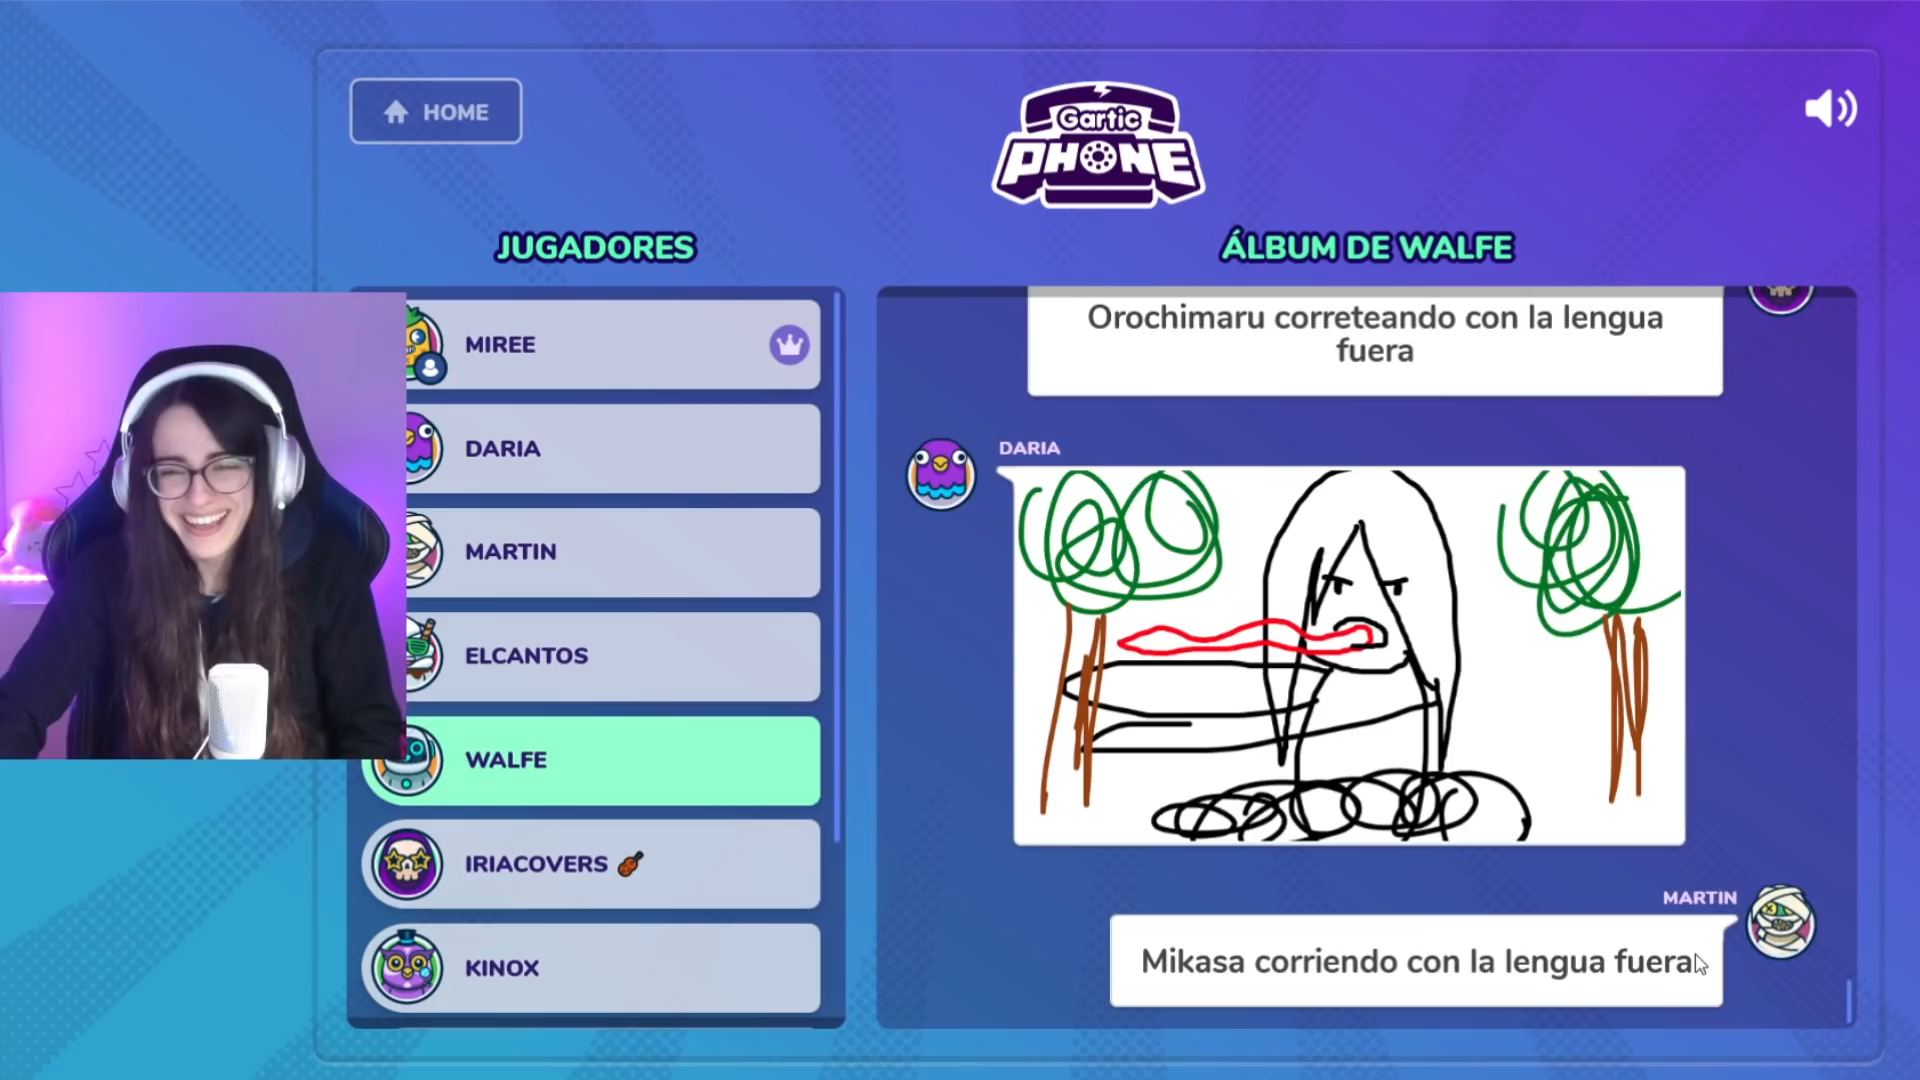 HOME
Gartic
PHONE
JUGADORES
ÁLBUM DE WALFE
MIREE
DARIA
MARTIN
ELCANTOS
WALFE
IRIACOVERS
KINOX
Orochimaru correteando con la lengua
fuera
DARIA
MARTIN
Mikasa corriendo con la lengua fuera